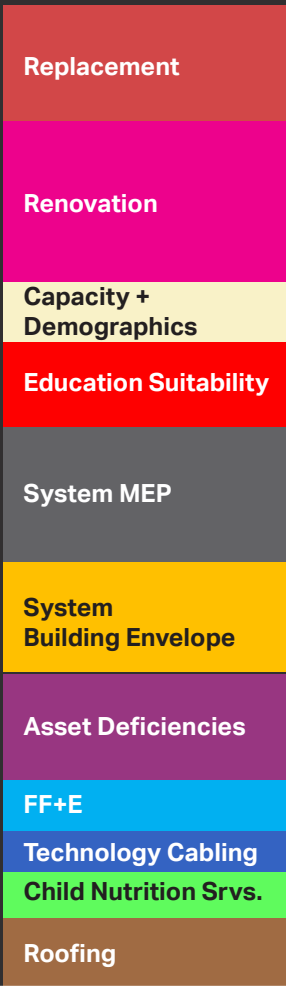 Replacement
Renovation
Capacity +
Demographics
Education Suitability
System MEP
System
Building Envelope
Asset Deficiencies
FF+E
Technology Cabling
Child Nutrition Srvs.
Roofing